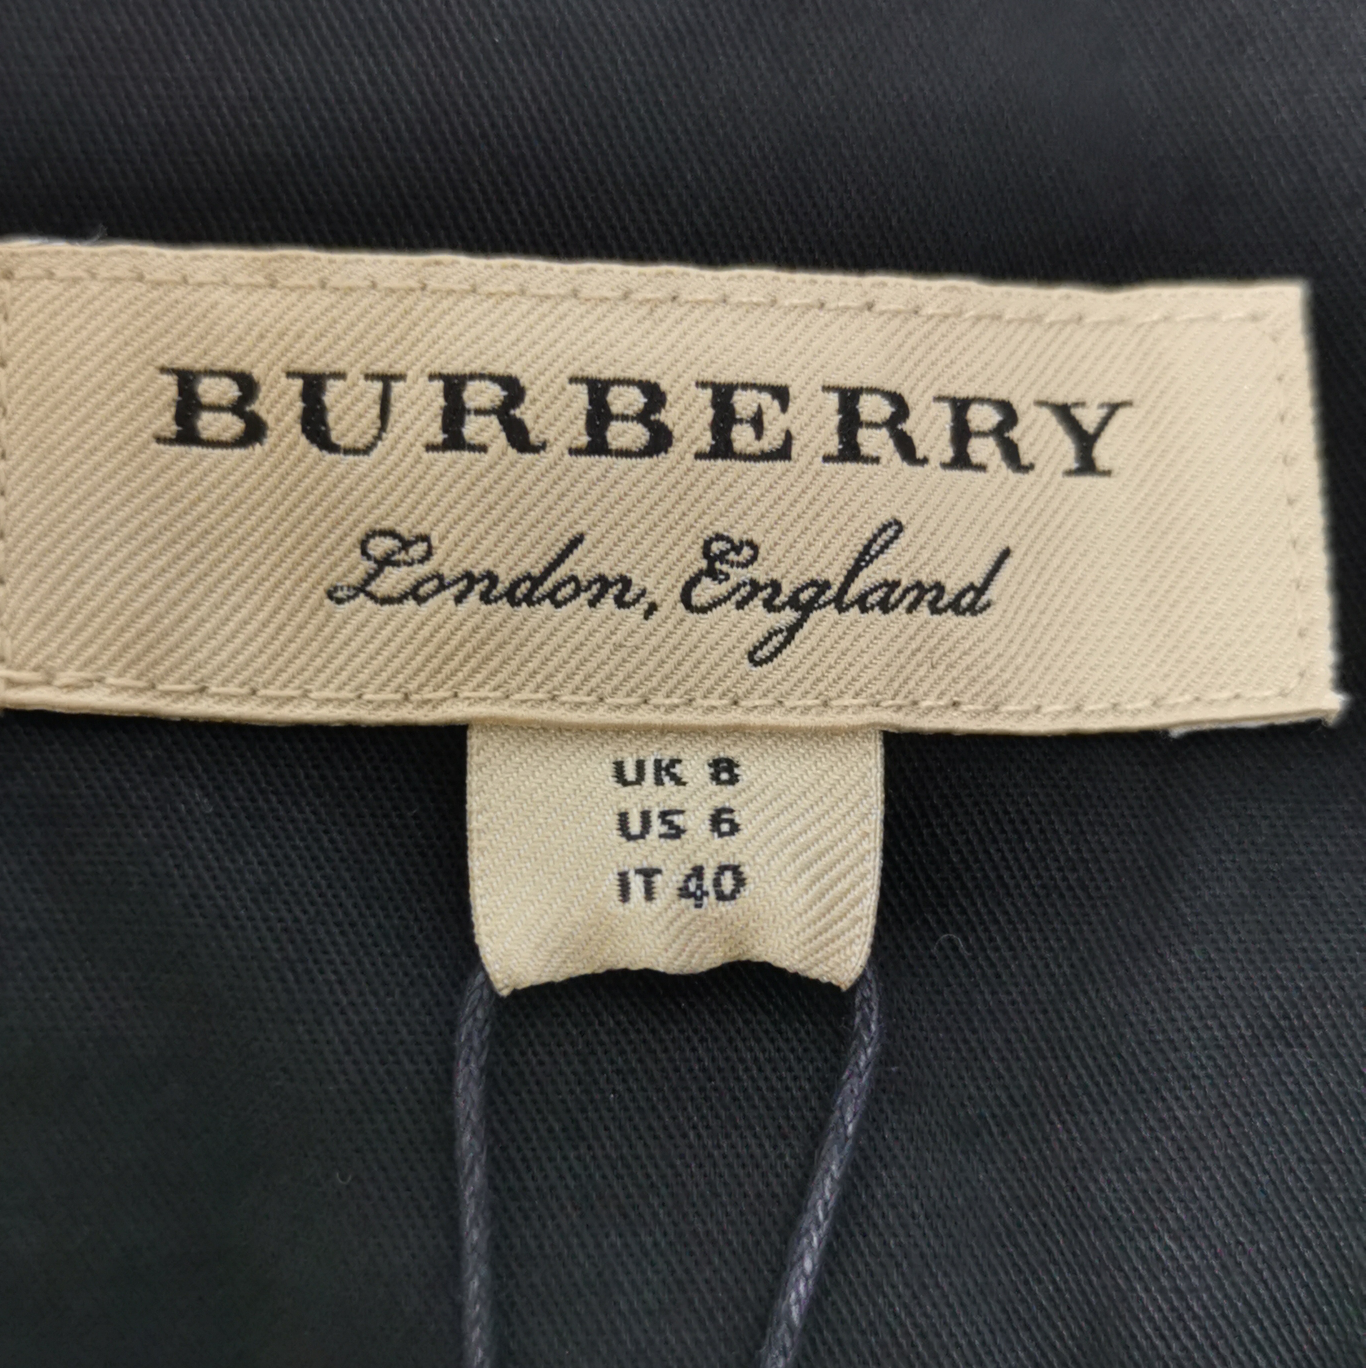 BURBERRY
London, England
UK 8
US 6
IT 40